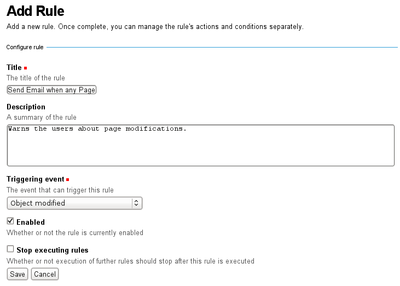 Add Rule
Add a new rule. Once complete, you can manage the rule's actions and conditions separately.
Configure rule
Title
The title of the rule
Send Email when any Page
Description
A summary of the rule
Warns the users about page modifications.
Triggering event
The event that can trigger this rule
Object modified
Enabled
Whether or not the rule is currently enabled
Stop executing rules
Whether or not execution of further rules should stop after this rule is executed
Save Cancel